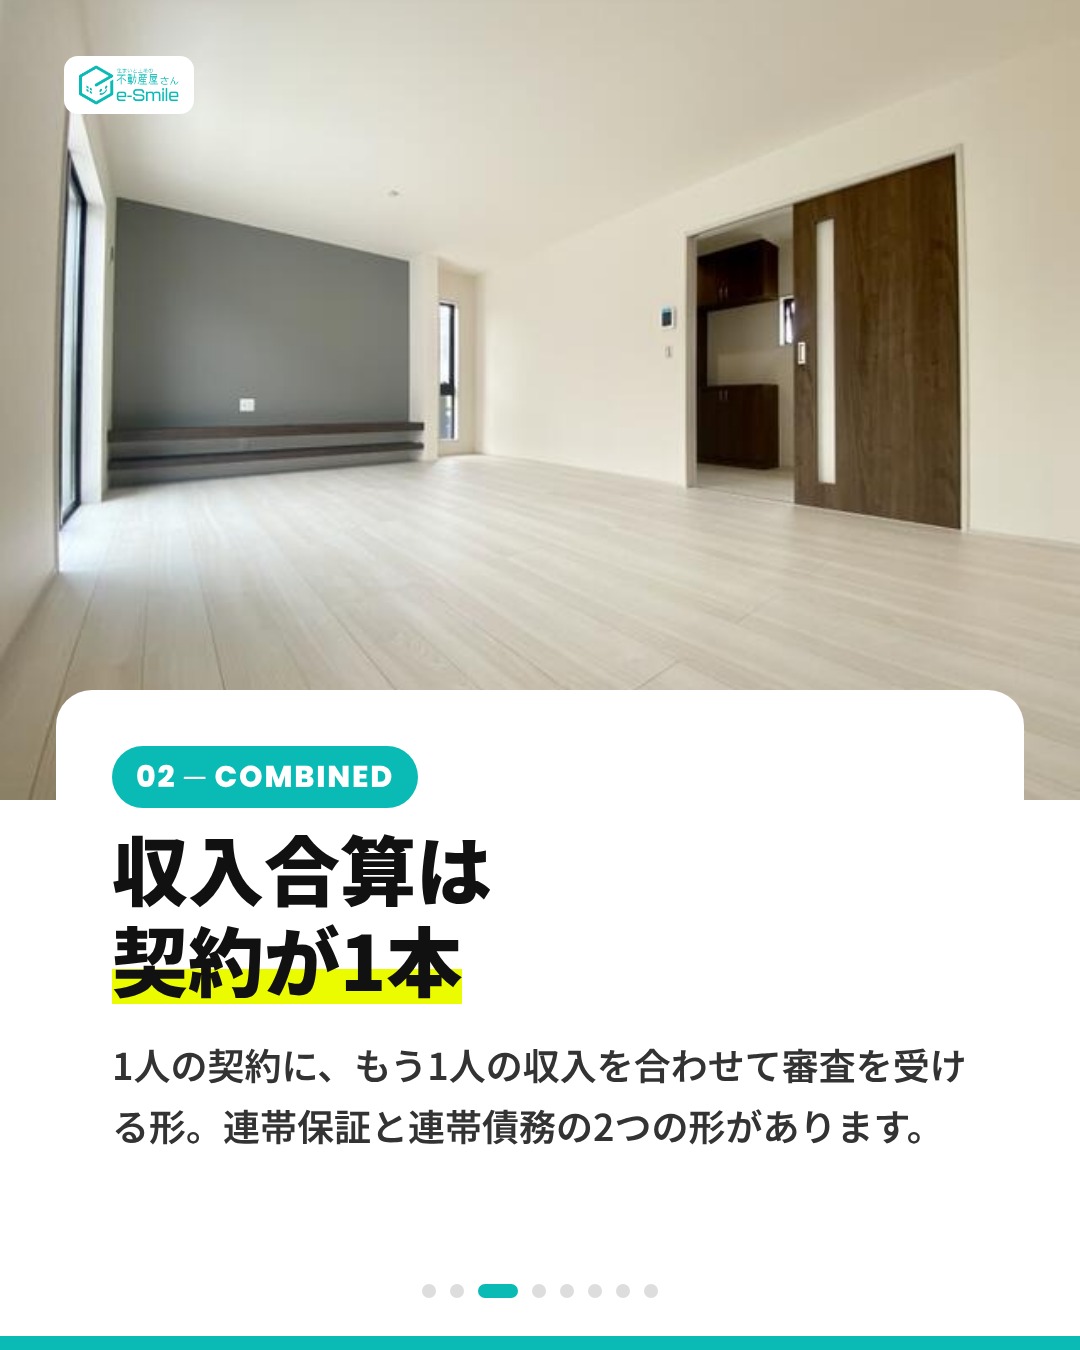 不動産屋さん
e-Smile
02 — COMBINED
収入合算は
契約が1本
1人の契約に、もう1人の収入を合わせて審査を受け
る形。連帯保証と連帯債務の2つの形があります。